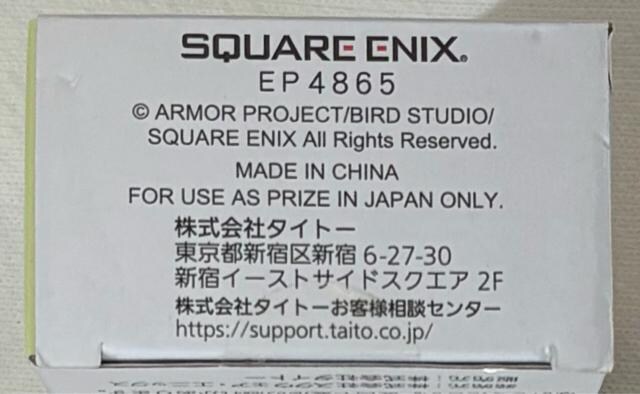 SQUARE ENIX®
EP4865
© ARMOR PROJECT/BIRD STUDIO/
SQUARE ENIX All Rights Reserved.
MADE IN CHINA
FOR USE AS PRIZE IN JAPAN ONLY.
株式会社タイトー
東京都新宿区新宿 6-27-30
新宿イーストサイドスクエア 2F
株式会社タイトーお客様相談センター
https://support.taito.co.jp/